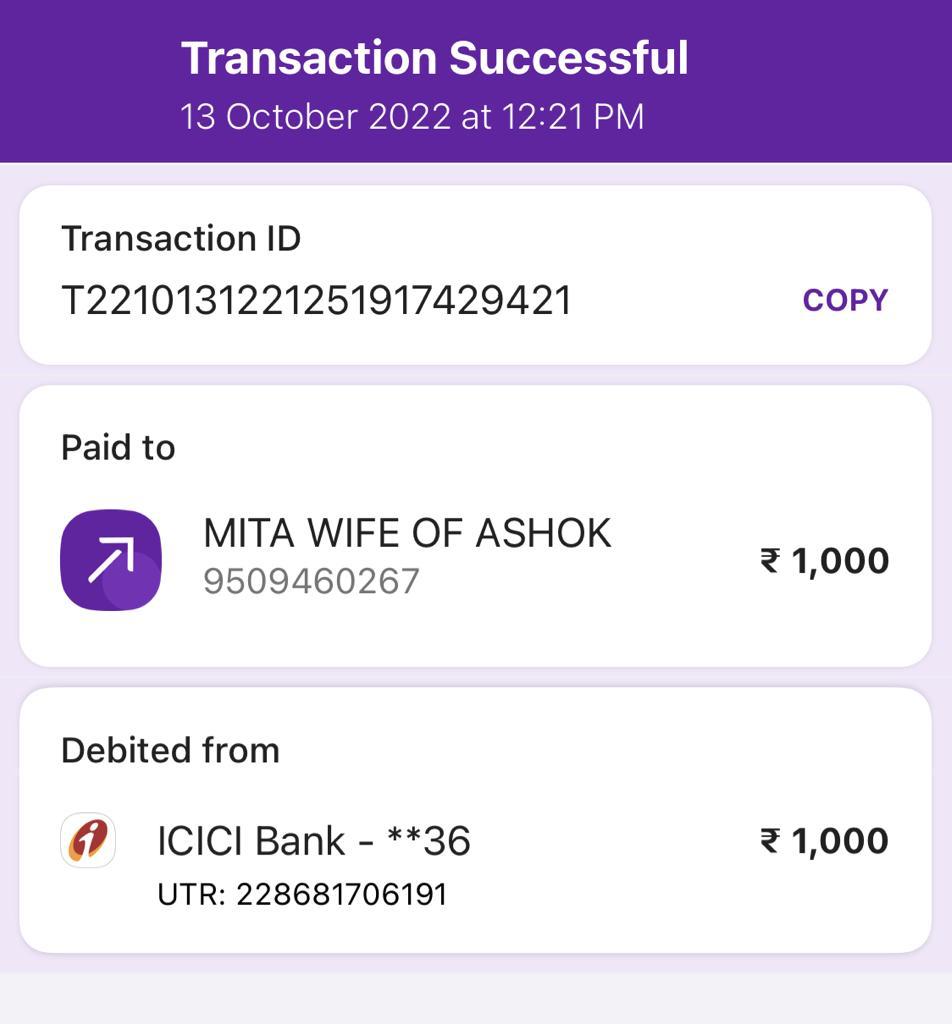 Transaction Successful
13 October 2022 at 12:21 PM
Transaction ID
T2210131221251917429421
COPY
Paid to
MITA WIFE OF ASHOK
9509460267
₹ 1,000
Debited from
ICICI Bank - **36
₹ 1,000
UTR: 228681706191